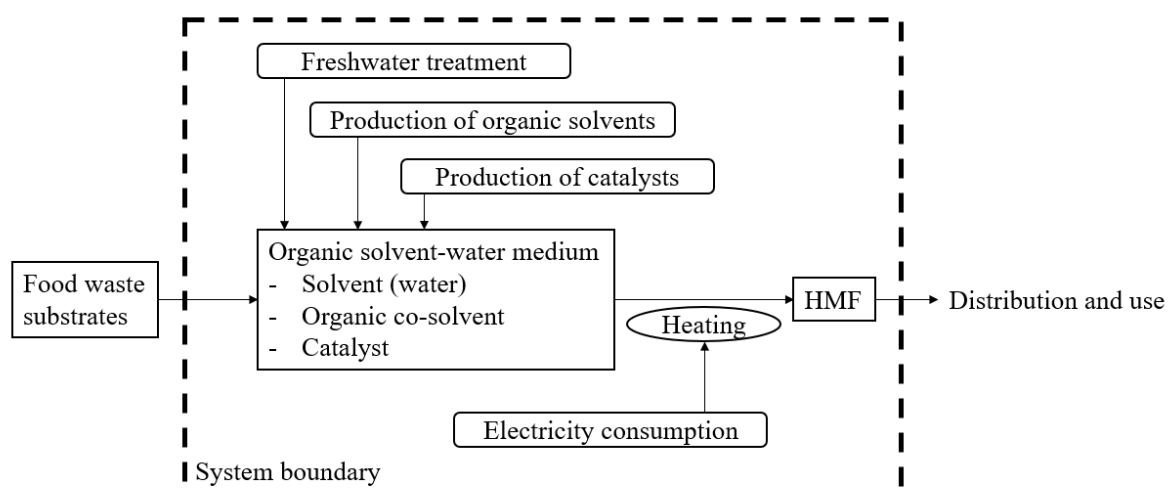 Freshwater treatment
Production of organic solvents
Production of catalysts
Organic solvent-water medium
- Solvent (water)
- Organic co-solvent
- Catalyst
Food waste
substrates
Heating
HMF
Distribution and use
Electricity consumption
System boundary